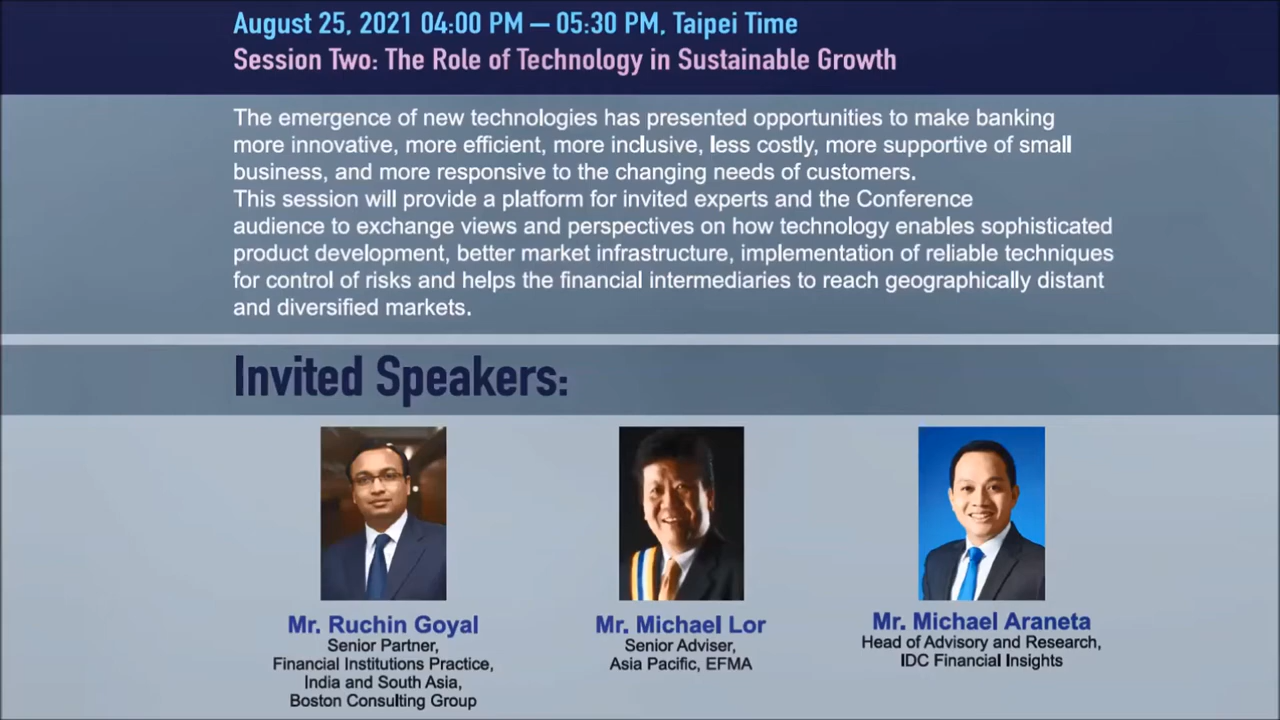 August 25, 2021 04:00 PM — 05:30 PM, Taipei Time
Session Two: The Role of Technology in Sustainable Growth
The emergence of new technologies has presented opportunities to make banking
more innovative, more efficient, more inclusive, less costly, more supportive of small
business, and more responsive to the changing needs of customers.
This session will provide a platform for invited experts and the Conference
audience to exchange views and perspectives on how technology enables sophisticated
product development, better market infrastructure, implementation of reliable techniques
for control of risks and helps the financial intermediaries to reach geographically distant
and diversified markets.
Invited Speakers:
Mr. Ruchin Goyal
Senior Partner,
Financial Institutions Practice,
India and South Asia,
Boston Consulting Group
Mr. Michael Lor
Senior Adviser,
Asia Pacific, EFMA
Mr. Michael Araneta
Head of Advisory and Research,
IDC Financial Insights